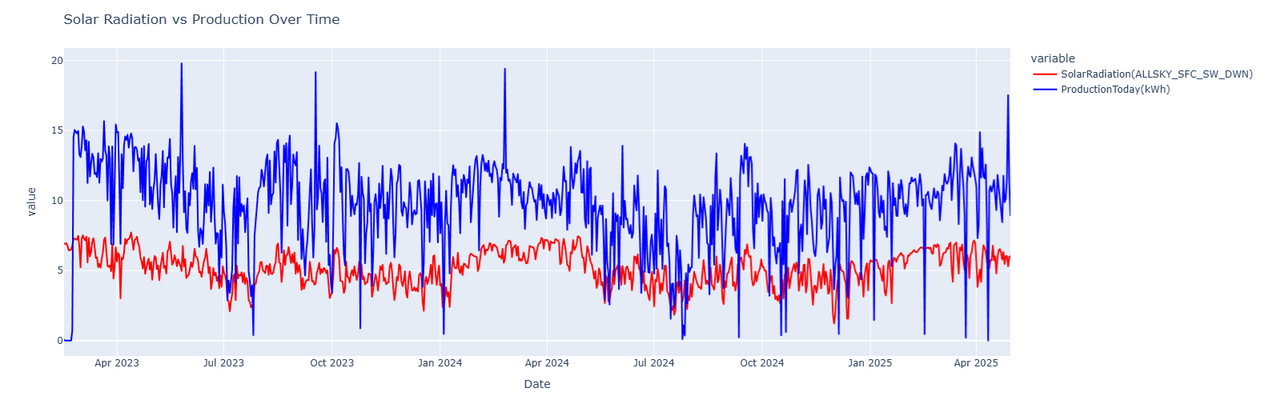 Solar Radiation vs Production Over Time
variable
SolarRadiation(ALLSKY_SFC_SW_DWN)
ProductionToday(kWh)
value
20
15
10
5
0
Apr 2023
Jul 2023
Oct 2023
Jan 2024
Apr 2024
Jul 2024
Oct 2024
Jan 2025
Apr 2025
Date